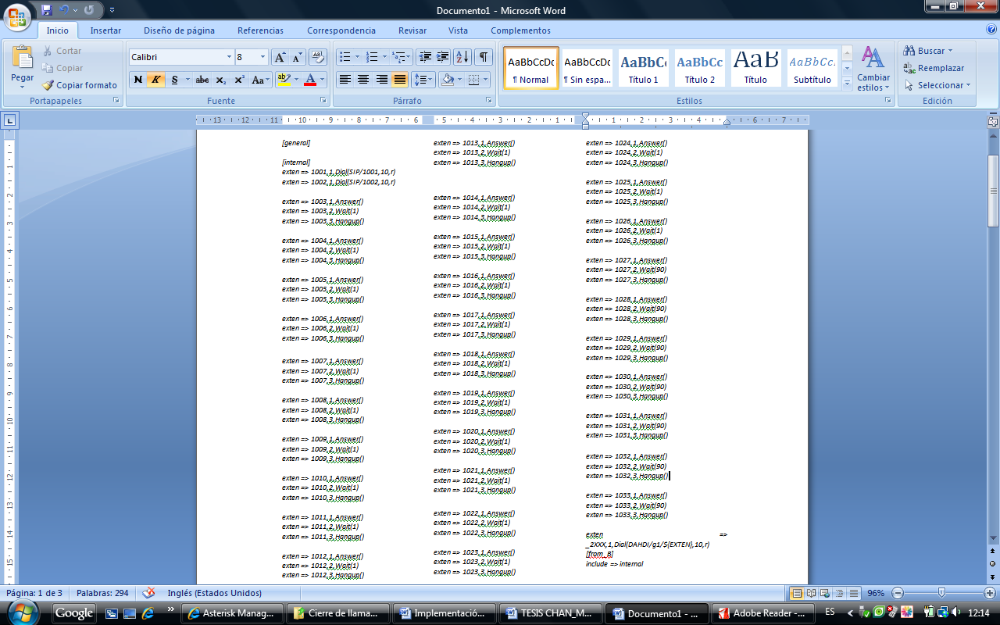 Documento1 - Microsoft Word
Inicio
Insertar
Diseño de página
Referencias
Correspondencia
Revisar
Vista
Complementos
Pegar
Cortar
Copiar
Copiar formato
Portapapeles
Calibri
8
N K S abc x₂ x² Aa
Fuente
Párrafo
AaBbCcDc
¶ Normal
AaBbCcDc
¶ Sin espa...
AaBbCc
Título 1
AaBbCc
Título 2
AaB
Título
AaBbCc.
Subtítulo
Cambiar
estilos
Estilos
Buscar
Reemplazar
Seleccionar
Edición
13 12 11 10 9 8 7 6 5 4 3 2 1 1 2 3 4 5 6 7
[general]
[internal]
exten => 1001,1,Dial(SIP/1001,10,r)
exten => 1002,1,Dial(SIP/1002,10,r)
exten => 1003,1,Answer()
exten => 1003,2,Wait(1)
exten => 1003,3,Hangup()
exten => 1004,1,Answer()
exten => 1004,2,Wait(1)
exten => 1004,3,Hangup()
exten => 1005,1,Answer()
exten => 1005,2,Wait(1)
exten => 1005,3,Hangup()
exten => 1006,1,Answer()
exten => 1006,2,Wait(1)
exten => 1006,3,Hangup()
exten => 1007,1,Answer()
exten => 1007,2,Wait(1)
exten => 1007,3,Hangup()
exten => 1008,1,Answer()
exten => 1008,2,Wait(1)
exten => 1008,3,Hangup()
exten => 1009,1,Answer()
exten => 1009,2,Wait(1)
exten => 1009,3,Hangup()
exten => 1010,1,Answer()
exten => 1010,2,Wait(1)
exten => 1010,3,Hangup()
exten => 1011,1,Answer()
exten => 1011,2,Wait(1)
exten => 1011,3,Hangup()
exten => 1012,1,Answer()
exten => 1012,2,Wait(1)
exten => 1012,3,Hangup()
exten => 1013,1,Answer()
exten => 1013,2,Wait(1)
exten => 1013,3,Hangup()
exten => 1014,1,Answer()
exten => 1014,2,Wait(1)
exten => 1014,3,Hangup()
exten => 1015,1,Answer()
exten => 1015,2,Wait(1)
exten => 1015,3,Hangup()
exten => 1016,1,Answer()
exten => 1016,2,Wait(1)
exten => 1016,3,Hangup()
exten => 1017,1,Answer()
exten => 1017,2,Wait(1)
exten => 1017,3,Hangup()
exten => 1018,1,Answer()
exten => 1018,2,Wait(1)
exten => 1018,3,Hangup()
exten => 1019,1,Answer()
exten => 1019,2,Wait(1)
exten => 1019,3,Hangup()
exten => 1020,1,Answer()
exten => 1020,2,Wait(1)
exten => 1020,3,Hangup()
exten => 1021,1,Answer()
exten => 1021,2,Wait(1)
exten => 1021,3,Hangup()
exten => 1022,1,Answer()
exten => 1022,2,Wait(1)
exten => 1022,3,Hangup()
exten => 1023,1,Answer()
exten => 1023,2,Wait(1)
exten => 1023,3,Hangup()
exten => 1024,1,Answer()
exten => 1024,2,Wait(1)
exten => 1024,3,Hangup()
exten => 1025,1,Answer()
exten => 1025,2,Wait(1)
exten => 1025,3,Hangup()
exten => 1026,1,Answer()
exten => 1026,2,Wait(1)
exten => 1026,3,Hangup()
exten => 1027,1,Answer()
exten => 1027,2,Wait(90)
exten => 1027,3,Hangup()
exten => 1028,1,Answer()
exten => 1028,2,Wait(90)
exten => 1028,3,Hangup()
exten => 1029,1,Answer()
exten => 1029,2,Wait(90)
exten => 1029,3,Hangup()
exten => 1030,1,Answer()
exten => 1030,2,Wait(90)
exten => 1030,3,Hangup()
exten => 1031,1,Answer()
exten => 1031,2,Wait(90)
exten => 1031,3,Hangup()
exten => 1032,1,Answer()
exten => 1032,2,Wait(90)
exten => 1032,3,Hangup()
exten => 1033,1,Answer()
exten => 1033,2,Wait(90)
exten => 1033,3,Hangup()
exten =>
_2XXX,1,Dial(DAHDI/g1/${EXTEN},10,r)
[from_B]
include => internal
Página: 1 de 3
Palabras: 294
Inglés (Estados Unidos)
96%
Google
Asterisk Manag...
Cierre de llama...
Implementació...
TESIS CHAN_M...
Documento1 - ...
Adobe Reader -...
ES
12:14